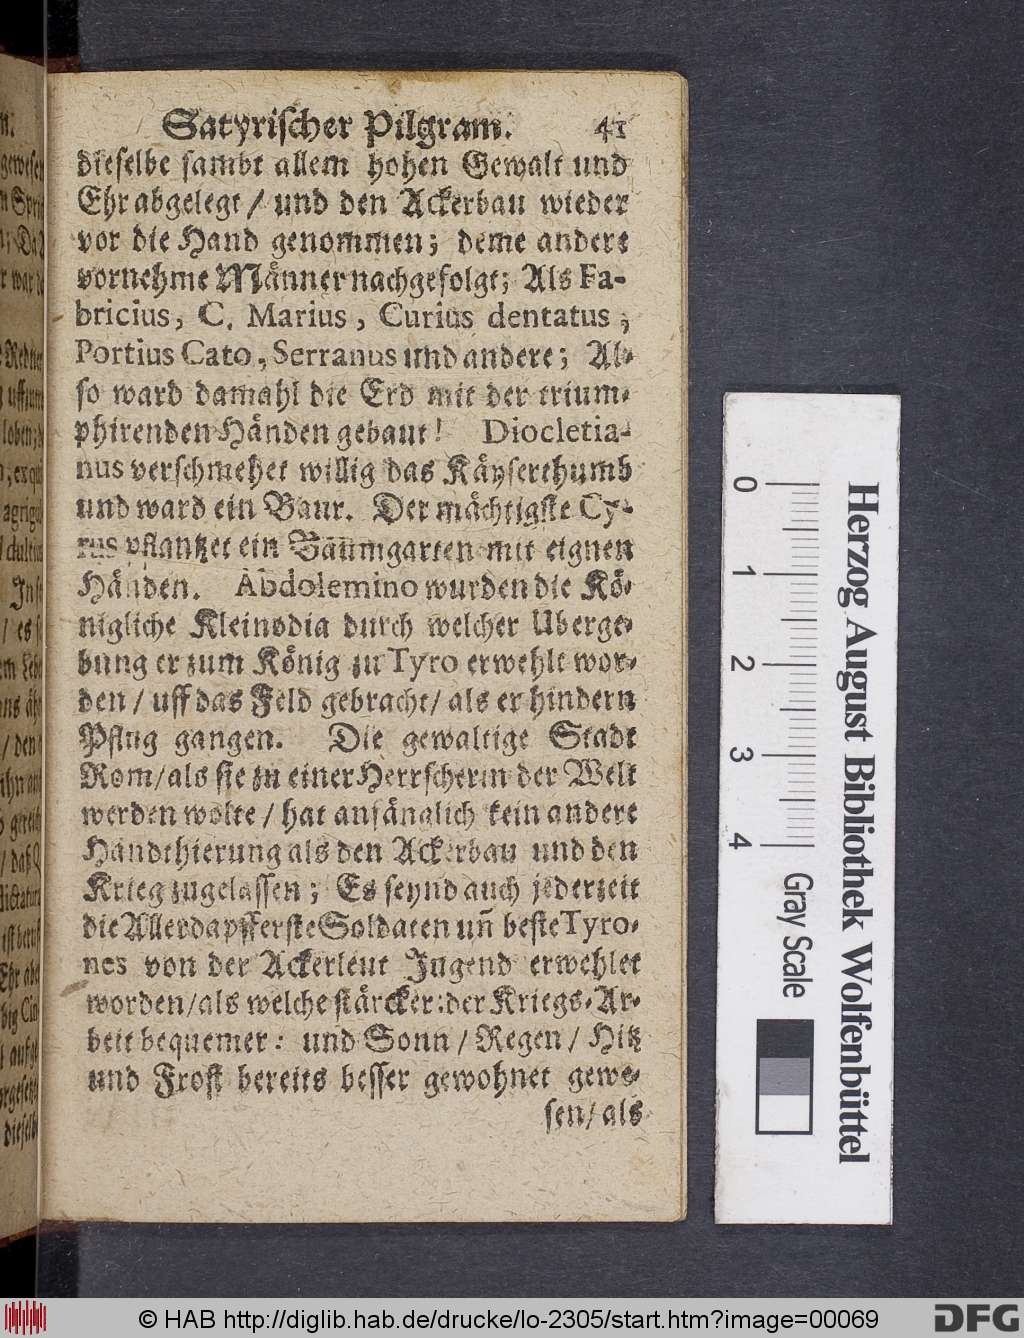 Satyrischer Pilgram. 41
dieselbe sambt allem hohen Gewalt und
Ehr abgelegt / und den Ackerbau wieder
vor die Hand genommen; deme andere
vornehme Männer nachgefolgt; Als Fa-
bricius, C. Marius, Curius dentatus,
Portius Cato, Serranus und andere; Al-
so ward damahl die Erd mit der trium-
phirenden Händen gebaut! Diocletia-
nus verschmehet willig das Käyserthumb
und ward ein Baur. Der mächtigste Cy-
rus pflantzet ein Baumgarten mit eignen
Händen. Abdolemino wurden die Kö-
nigliche Kleinodia durch welcher Uberge-
bung er zum König zu Tyro erwehlt wor-
den / uff das Feld gebracht / als er hindern
Pflug gangen. Die gewaltige Stadt
Rom / als sie zu einer Herrscherin der Welt
werden wolte / hat anfänglich kein andere
Handthierung als den Ackerbau und den
Krieg zugelassen; Es seynd auch jederzeit
die Allerdapfferste Soldaten uñ beste Tyro-
nes von der Ackerleut Jugend erwehlet
worden / als welche stärcker: der Kriegs-Ar-
beit bequemer: und Sonn / Regen / Hitz
und Frost bereits besser gewohnet gewe-
sen / als
Herzog August Bibliothek Wolfenbüttel
0 1 2 3 4 Gray Scale
© HAB http://diglib.hab.de/drucke/lo-2305/start.htm?image=00069
DFG